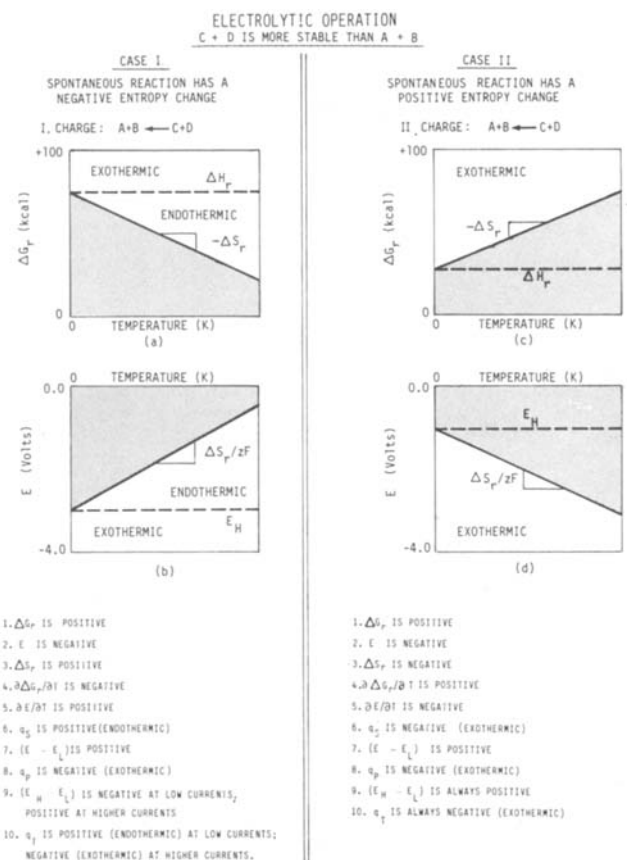 ELECTROLYTIC OPERATION
C + D IS MORE STABLE THAN A + B
CASE I
SPONTANEOUS REACTION HAS A
NEGATIVE ENTROPY CHANGE
I. CHARGE: A+B ← C+D
+100
EXOTHERMIC
ΔH_r
ENDOTHERMIC
-ΔS_r
ΔG_r (kcal)
0
0
TEMPERATURE (K)
(a)
0
TEMPERATURE (K)
0.0
ΔS_r/zF
E (Volts)
ENDOTHERMIC
E_H
EXOTHERMIC
-4.0
(b)
1. ΔG_r IS POSITIVE
2. E IS NEGATIVE
3. ΔS_r IS POSITIVE
4. ∂ΔG_r/∂T IS NEGATIVE
5. ∂E/∂T IS POSITIVE
6. q_S IS POSITIVE(ENDOTHERMIC)
7. (E - E_L)IS POSITIVE
8. q_p IS NEGATIVE (EXOTHERMIC)
9. (E_H E_L) IS NEGATIVE AT LOW CURRENTS,
POSITIVE AT HIGHER CURRENTS
10. q_T IS POSITIVE (ENDOTHERMIC) AT LOW CURRENTS;
NEGATIVE (EXOTHERMIC) AT HIGHER CURRENTS.
CASE II
SPONTANEOUS REACTION HAS A
POSITIVE ENTROPY CHANGE
II. CHARGE: A+B ← C+D
+100
EXOTHERMIC
-ΔS_r
ΔG_r (kcal)
ΔH_r
0
0
TEMPERATURE (K)
(c)
0
TEMPERATURE (K)
0.0
E_H
E (Volts)
ΔS_r/zF
EXOTHERMIC
-4.0
(d)
1. ΔG_r IS POSITIVE
2. E IS NEGATIVE
3. ΔS_r IS NEGATIVE
4. ∂ΔG_r/∂T IS POSITIVE
5. ∂E/∂T IS NEGATIVE
6. q_S IS NEGATIVE (EXOTHERMIC)
7. (E - E_L) IS POSITIVE
8. q_p IS NEGATIVE (EXOTHERMIC)
9. (E_H - E_L) IS ALWAYS POSITIVE
10. q_T IS ALWAYS NEGATIVE (EXOTHERMIC)